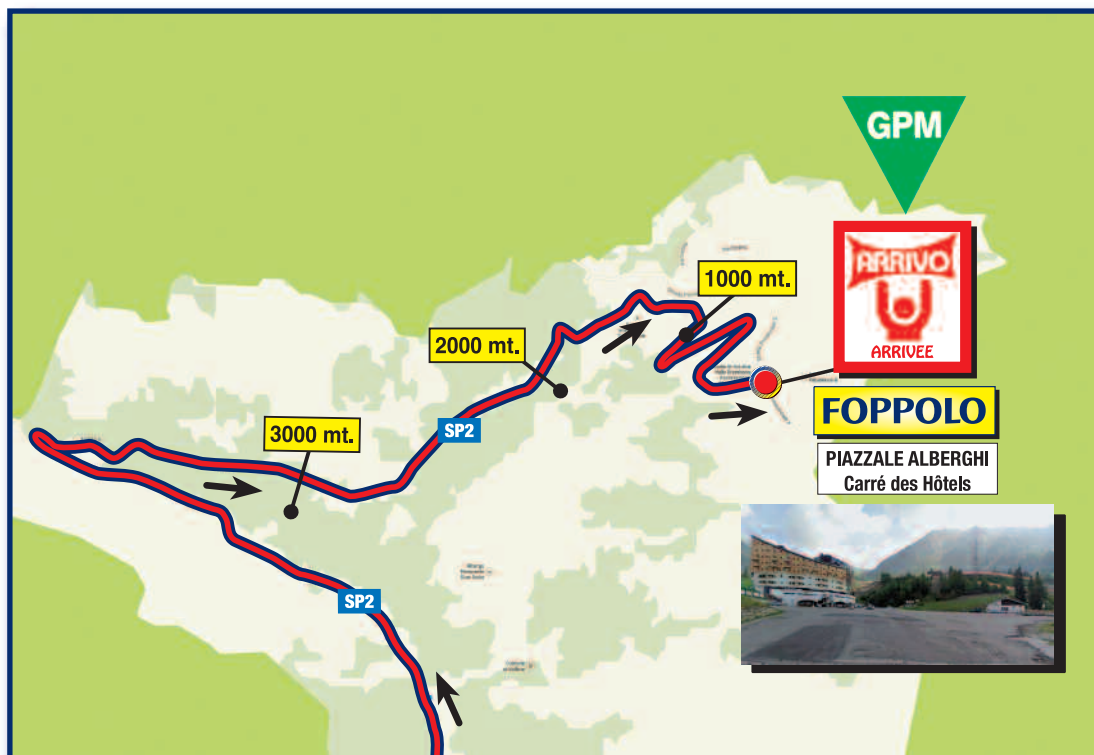 GPM
ARRIVO
ARRIVEE
1000 mt.
2000 mt.
FOPPOLO
3000 mt.
SP2
PIAZZALE ALBERGHI
Carré des Hôtels
SP2